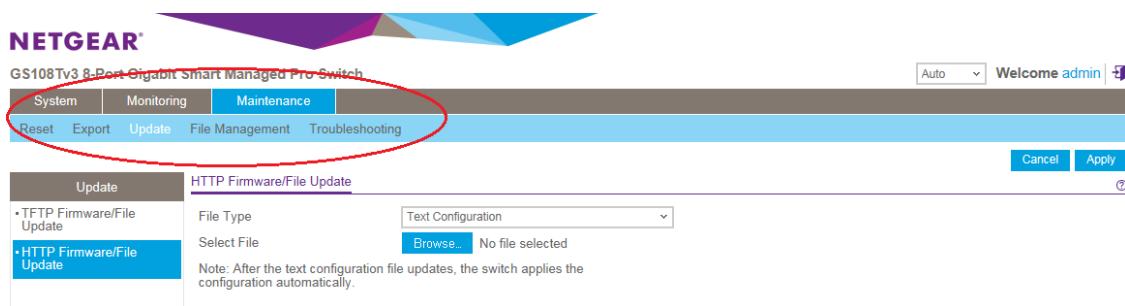 NETGEAR®
GS108Tv3 8-Port Gigabit Smart Managed Pro Switch
Auto Welcome admin
System Monitoring Maintenance
Reset Export Update File Management Troubleshooting
Cancel Apply
Update
HTTP Firmware/File Update
• TFTP Firmware/File
Update
• HTTP Firmware/File
Update
File Type Text Configuration
Select File Browse... No file selected
Note: After the text configuration file updates, the switch applies the
configuration automatically.